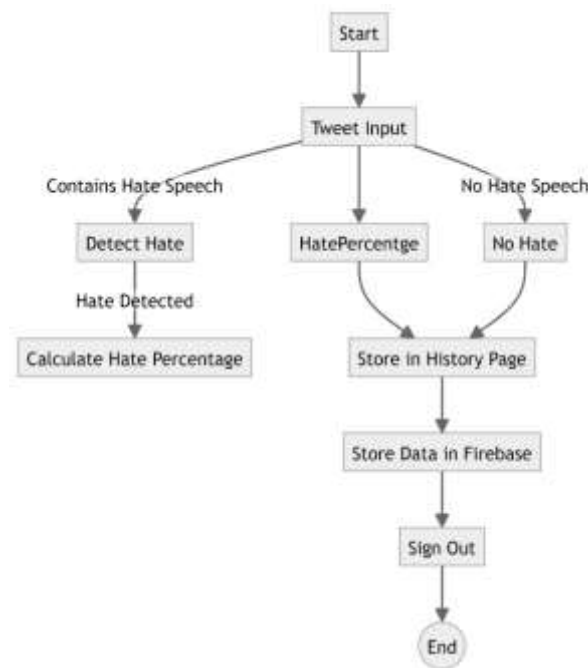 Start
Tweet Input
Contains Hate Speech
No Hate Speech
Detect Hate
HatePercentge
No Hate
Hate Detected
Calculate Hate Percentage
Store in History Page
Store Data in Firebase
Sign Out
End